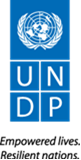 U N
D P
Empowered lives.
Resilient nations.